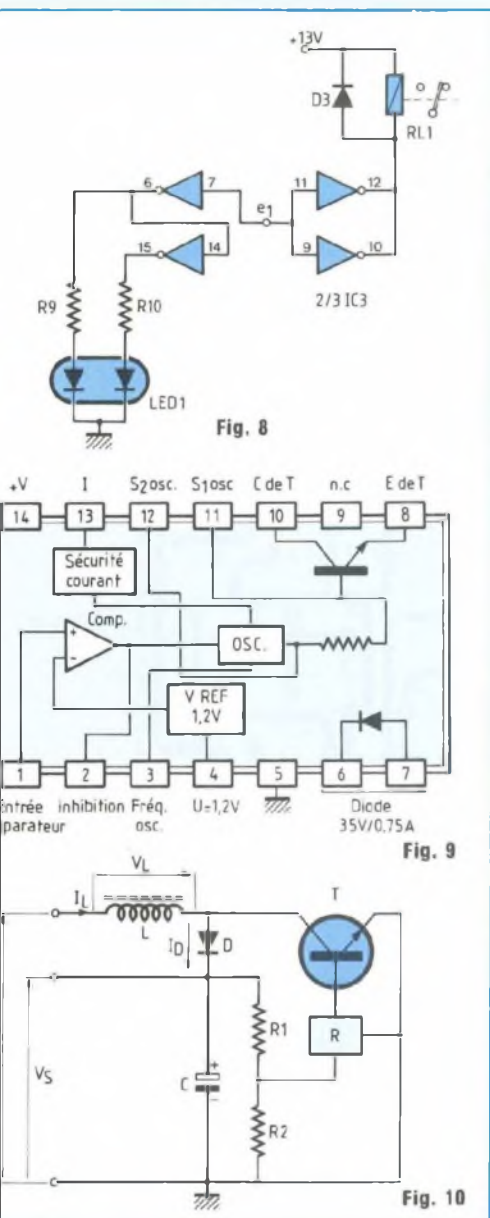 +13V
D3
RL1
6 7 11 12
e1
15 14 9 10
R9 R10
2/3 IC3
LED1
Fig. 8
+V I S2osc. S1osc C de T n.c E de T
14 13 12 11 10 9 8
Sécurité
courant
Comp.
+
OSC.
-
V REF
1,2V
1 2 3 4 5 6 7
inhibition Fréq. U=1,2V Diode
osc. 35V/0,75A
Fig. 9
VL
IL T
L
ID D
R1
R
VS
C + -
R2
Fig. 10